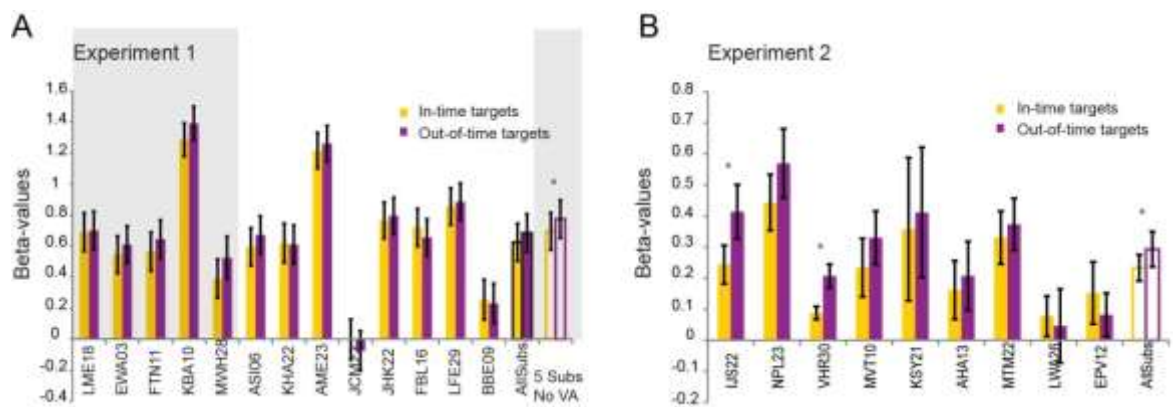 A
Experiment 1
In-time targets
Out-of-time targets
Beta-values
1.6
1.4
1.2
1
0.8
0.6
0.4
0.2
0
-0.2
-0.4
LME18
EWA03
FTN11
KBA10
MWH28
ASI06
KHA22
AME23
JHK22
FBL16
LFE29
BBE09
AllSubs
5 Subs
No VA
*
B
Experiment 2
In-time targets
Out-of-time targets
Beta-values
0.8
0.7
0.6
0.5
0.4
0.3
0.2
0.1
0
-0.1
-0.2
IJS22
NPL23
VHR30
MVT10
KSY21
AHA13
MTM22
LWA26
EPV12
AllSubs
*
*
*